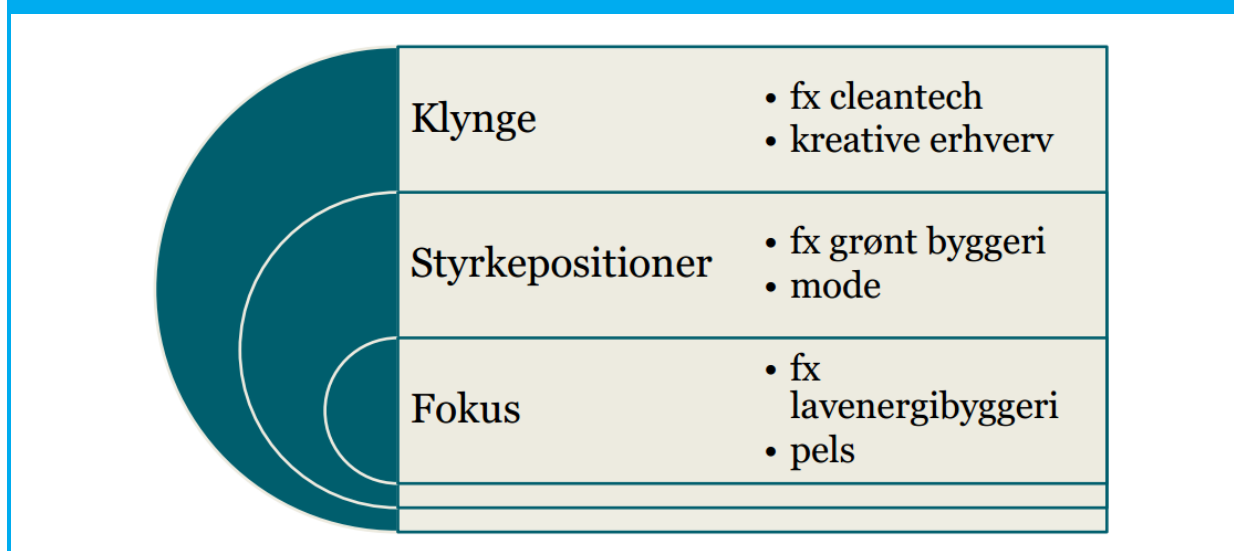 Klynge
• fx cleantech
• kreative erhverv
Styrkepositioner
• fx grønt byggeri
• mode
Fokus
• fx
lavenergibyggeri
• pels